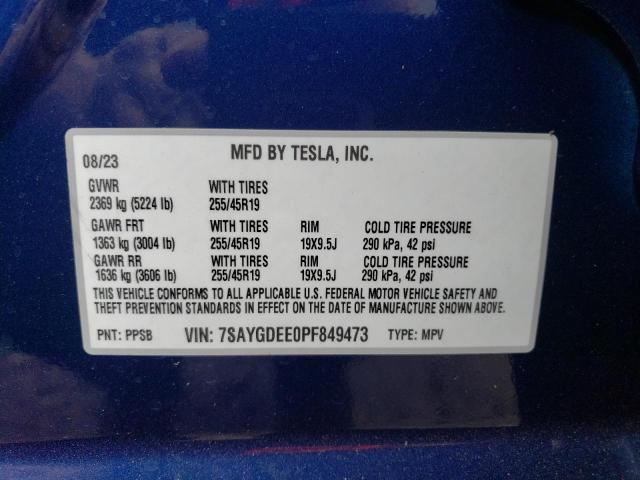 08/23 MFD BY TESLA, INC.
GVWR WITH TIRES
2369 kg (5224 lb) 255/45R19
GAWR FRT WITH TIRES RIM COLD TIRE PRESSURE
1363 kg (3004 lb) 255/45R19 19X9.5J 290 kPa, 42 psi
GAWR RR WITH TIRES RIM COLD TIRE PRESSURE
1636 kg (3606 lb) 255/45R19 19X9.5J 290 kPa, 42 psi
THIS VEHICLE CONFORMS TO ALL APPLICABLE U.S. FEDERAL MOTOR VEHICLE SAFETY AND
THEFT PREVENTION STANDARDS IN EFFECT ON THE DATE OF MANUFACTURE SHOWN ABOVE.
PNT: PPSB VIN: 7SAYGDEE0PF849473 TYPE: MPV